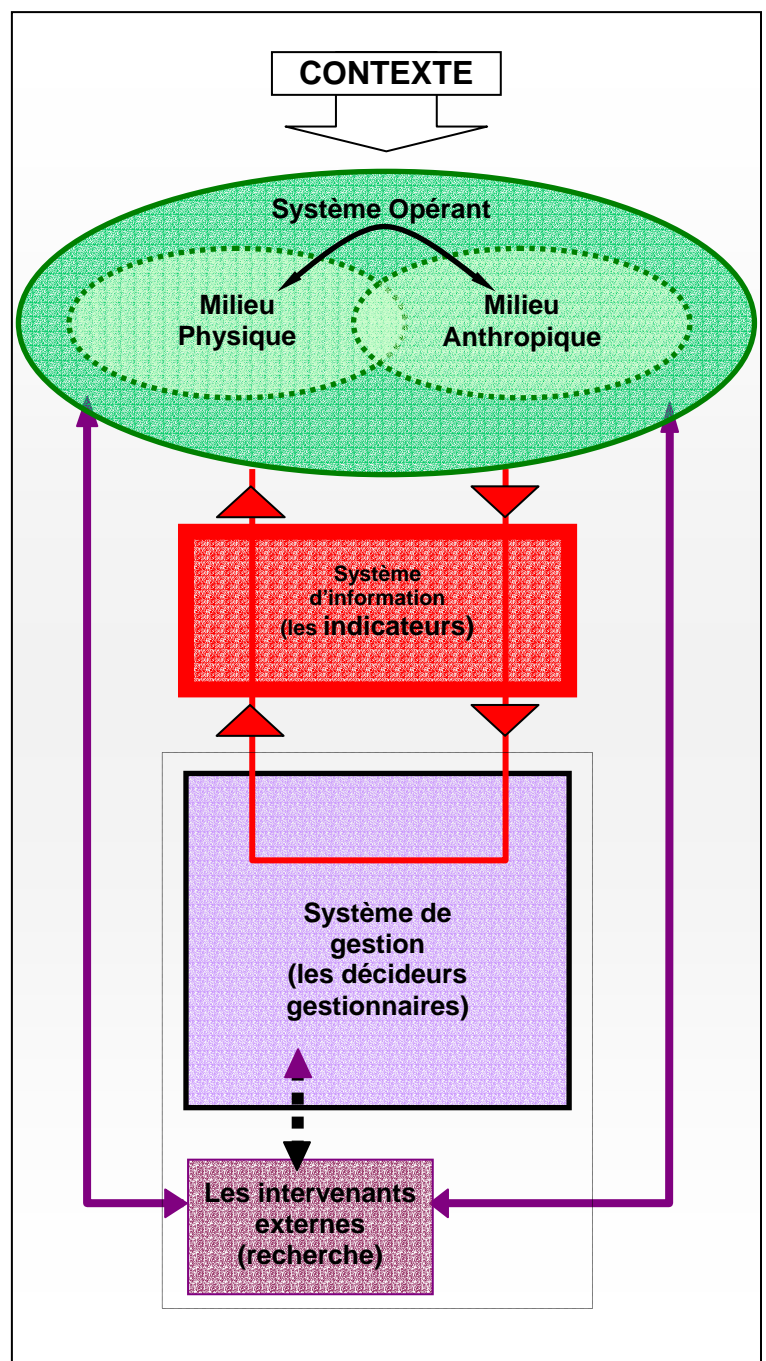 CONTEXTE
Système Opérant
Milieu
Physique
Milieu
Anthropique
Système
d'information
(les indicateurs)
Système de
gestion
(les décideurs
gestionnaires)
Les intervenants
externes
(recherche)